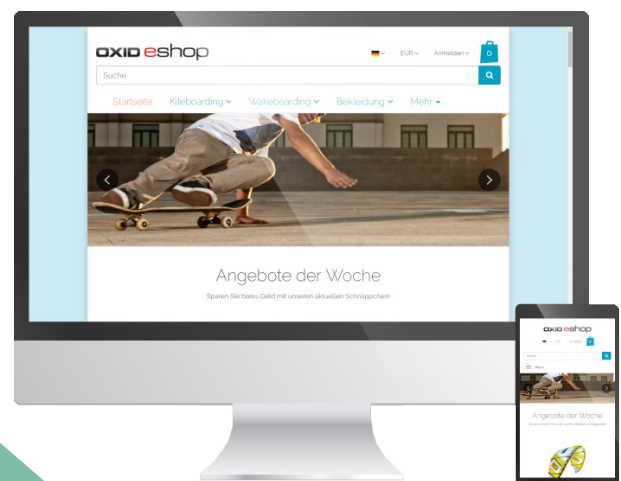 OXID eshop
EUR
Anmelden
0
Suche
Startseite Kiteboarding Wakeboarding Bekleidung Mehr
Angebote der Woche
Sparen Sie bares Geld mit unseren aktuellen Schnäppchen!
OXID eshop
Menü
Angebote der Woche